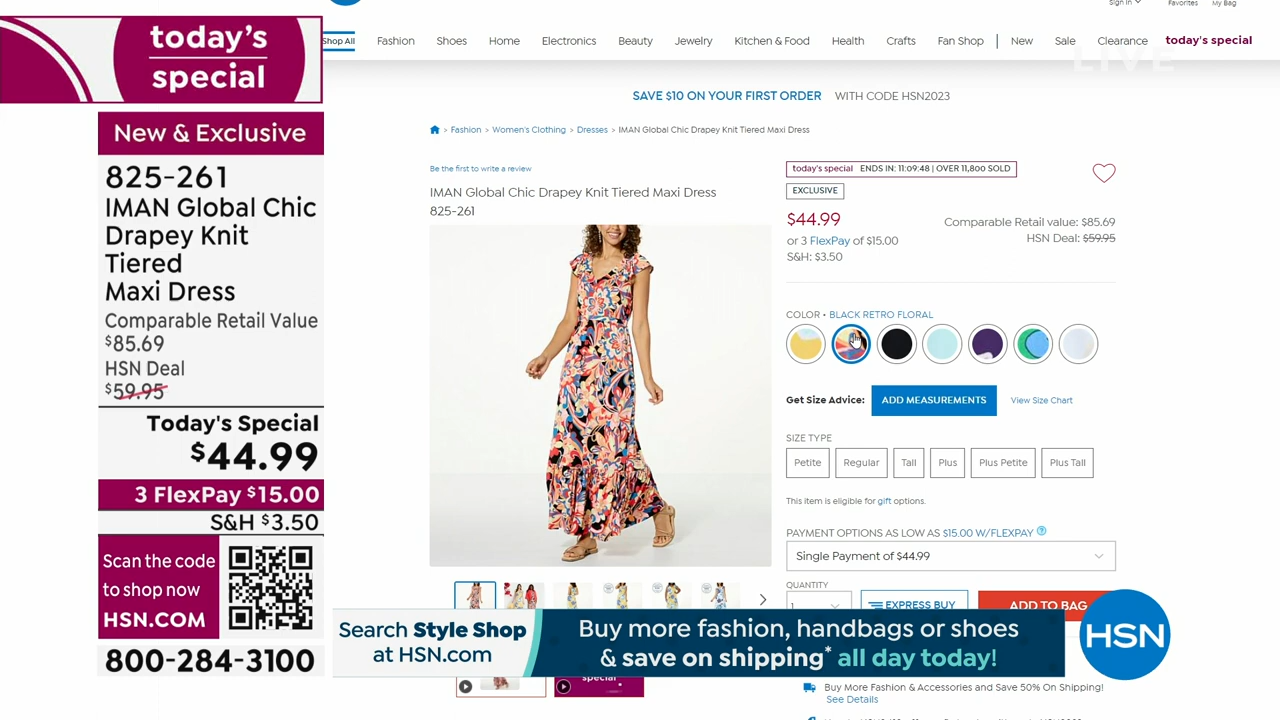 today's
special
New & Exclusive
825-261
IMAN Global Chic
Drapey Knit
Tiered
Maxi Dress
Comparable Retail Value
$85.69
HSN Deal
$59.95
Today's Special
$44.99
3 FlexPay $15.00
S&H $3.50
Scan the code
to shop now
HSN.COM
800-284-3100
Sign In
Favorites
My Bag
Shop All
Fashion
Shoes
Home
Electronics
Beauty
Jewelry
Kitchen & Food
Health
Crafts
Fan Shop
New
Sale
Clearance
today's special
LIVE
SAVE $10 ON YOUR FIRST ORDER WITH CODE HSN2023
> Fashion > Women's Clothing > Dresses > IMAN Global Chic Drapey Knit Tiered Maxi Dress
Be the first to write a review
IMAN Global Chic Drapey Knit Tiered Maxi Dress
825-261
today's special ENDS IN: 11:09:48 | OVER 11,800 SOLD
EXCLUSIVE
$44.99
or 3 FlexPay of $15.00
S&H: $3.50
Comparable Retail value: $85.69
HSN Deal: $59.95
COLOR • BLACK RETRO FLORAL
Get Size Advice:
ADD MEASUREMENTS
View Size Chart
SIZE TYPE
Petite
Regular
Tall
Plus
Plus Petite
Plus Tall
This item is eligible for gift options.
PAYMENT OPTIONS AS LOW AS $15.00 W/FLEXPAY ?
Single Payment of $44.99
QUANTITY
1
EXPRESS BUY
ADD TO BAG
Search Style Shop
at HSN.com
Buy more fashion, handbags or shoes
& save on shipping* all day today!
HSN
special
Buy More Fashion & Accessories and Save 50% On Shipping!
See Details